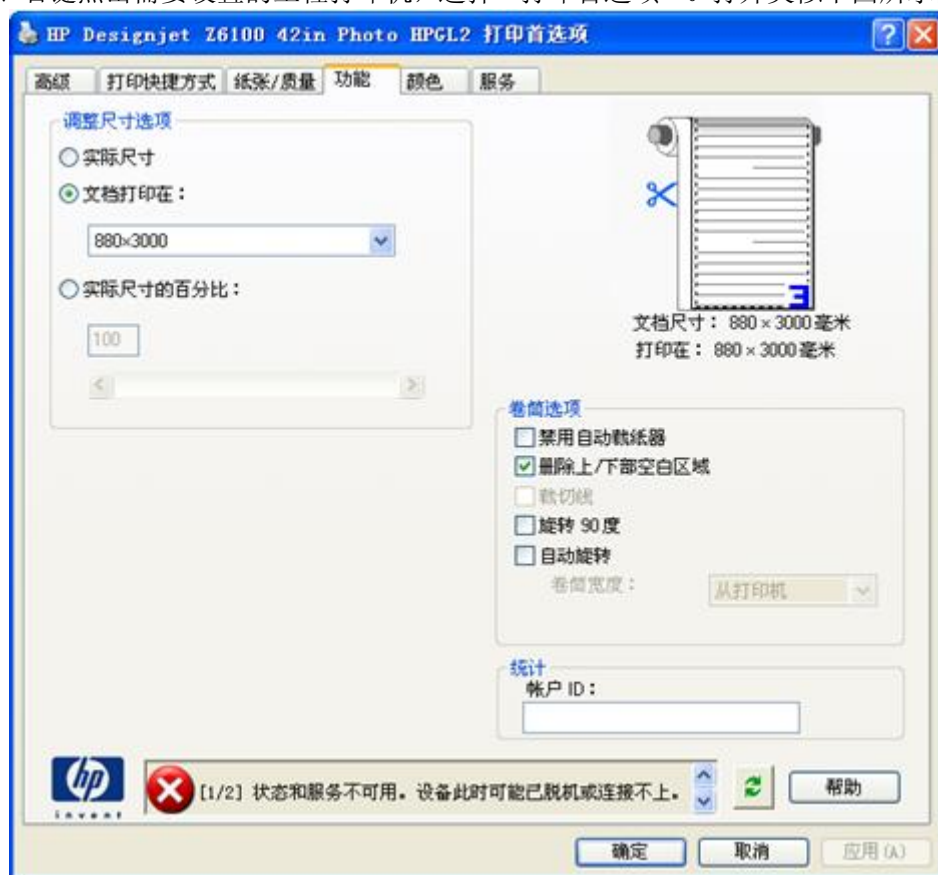 HP Designjet Z6100 42in Photo HPGL2 打印首选项
高级 打印快捷方式 纸张/质量 功能 颜色 服务
调整尺寸选项
实际尺寸
文档打印在：
880×3000
实际尺寸的百分比：
100
文档尺寸：880×3000毫米
打印在：880×3000毫米
卷筒选项
禁用自动裁纸器
删除上/下部空白区域
裁切线
旋转 90 度
自动旋转
卷筒宽度：
从打印机
统计
帐户 ID：
hp
invent
[1/2] 状态和服务不可用。设备此时可能已脱机或连接不上。
帮助
确定 取消 应用(A)